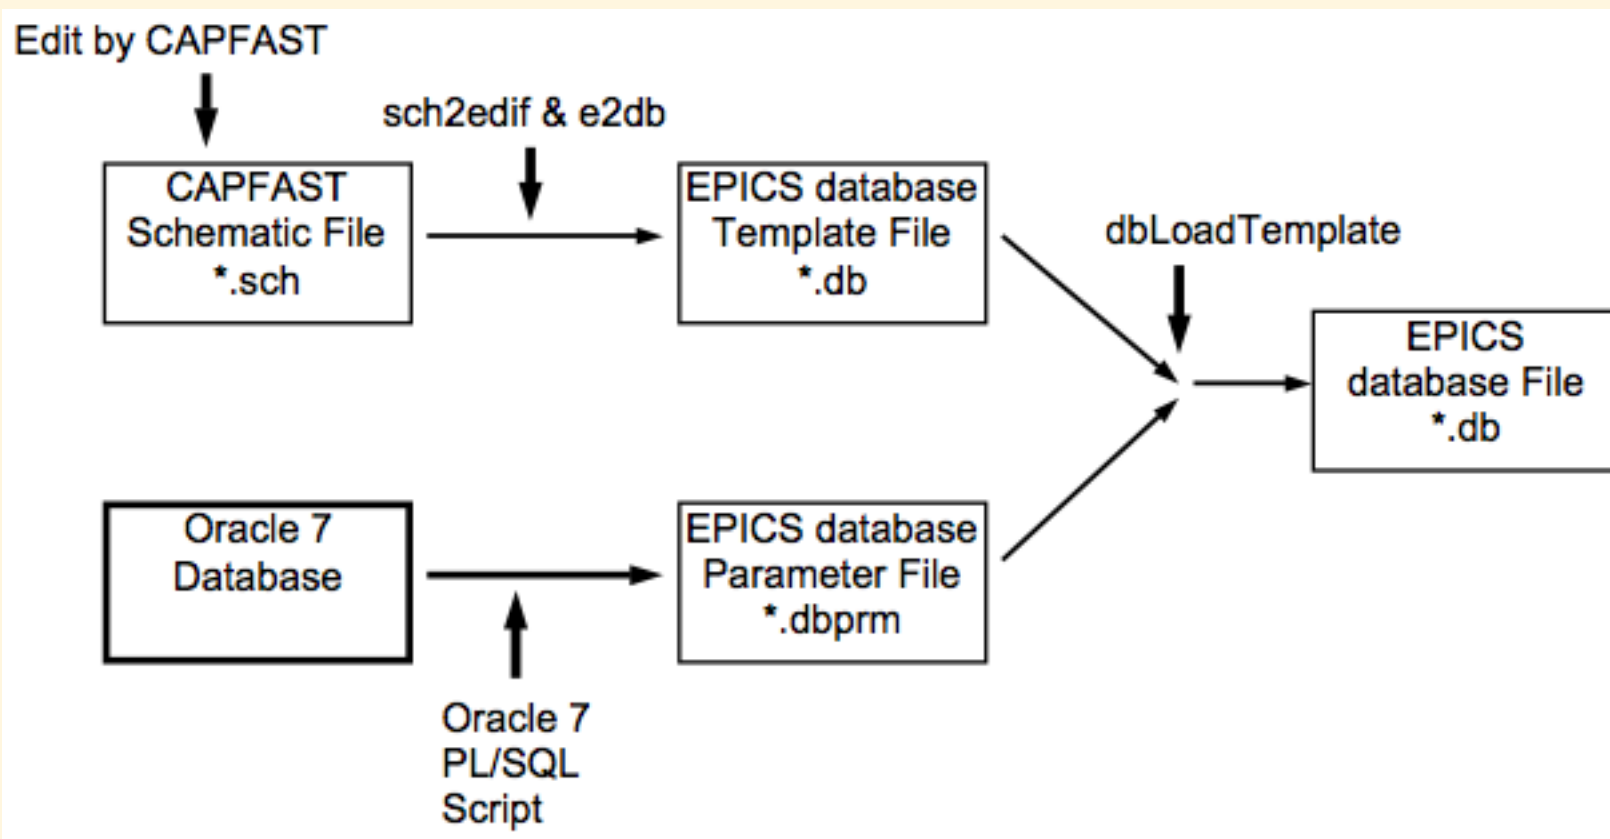 Edit by CAPFAST
sch2edif & e2db
CAPFAST
Schematic File
*.sch
EPICS database
Template File
*.db
dbLoadTemplate
EPICS
database File
*.db
Oracle 7
Database
EPICS database
Parameter File
*.dbprm
Oracle 7
PL/SQL
Script